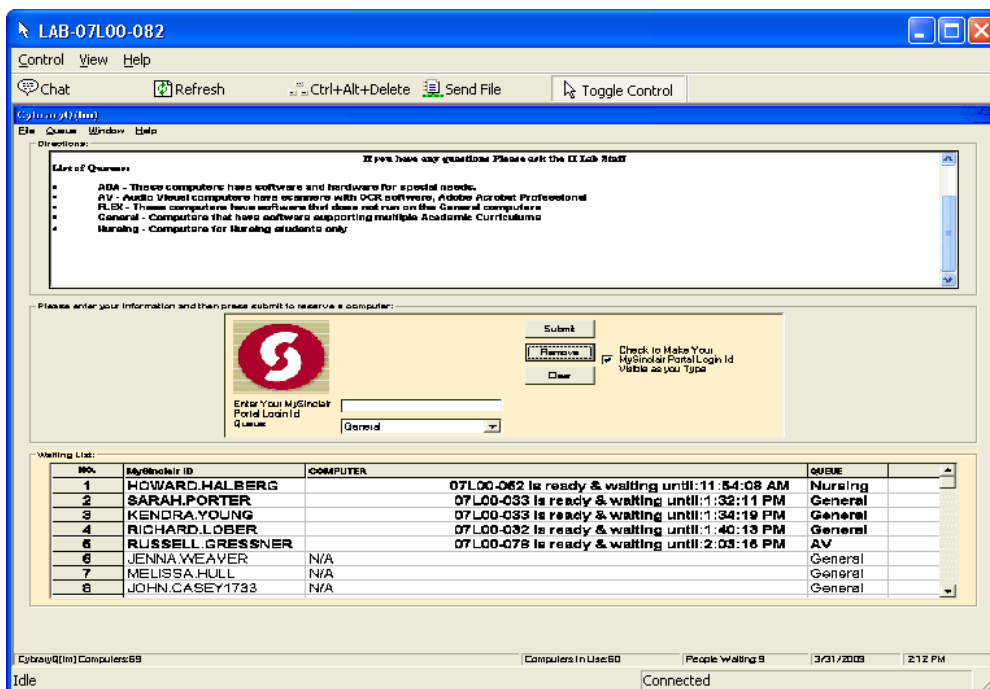 LAB-07L00-082
Control View Help
Chat Refresh Ctrl+Alt+Delete Send File Toggle Control
CybraryQ(lm)
File Queue Window Help
Directions:
If you have any questions Please ask the II Lab Staff
List of Queues:
ADA - These computers have software and hardware for special needs.
AV - Audio Visual computers have scanners with OCR software, Adobe Acrobat Professional
FLEX - These computers have software that does not run on the General computers
General - Computers that have software supporting multiple Academic Curriculums
Nursing - Computers for Nursing students only
Please enter your information and then press submit to reserve a computer:
Submit
Remove
Clear
Check to Make Your
MySinclair Portal Login Id
Visible as you Type
Enter Your MySinclair
Portal Login Id
Queue General
Waiting List:
NO. MySinclair ID COMPUTER QUEUE
1 HOWARD.HALBERG 07L00-062 is ready & waiting until:11:54:08 AM Nursing
2 SARAH.PORTER 07L00-033 is ready & waiting until:1:32:11 PM General
3 KENDRA.YOUNG 07L00-033 is ready & waiting until:1:34:19 PM General
4 RICHARD.LOBER 07L00-032 is ready & waiting until:1:40:13 PM General
5 RUSSELL.GRESSNER 07L00-078 is ready & waiting until:2:03:16 PM AV
6 JENNA.WEAVER N/A General
7 MELISSA.HULL N/A General
8 JOHN.CASEY1733 N/A General
CybraryQ(lm) Computers:69 Computers In Use:60 People Waiting:9 3/31/2009 2:12 PM
Idle Connected